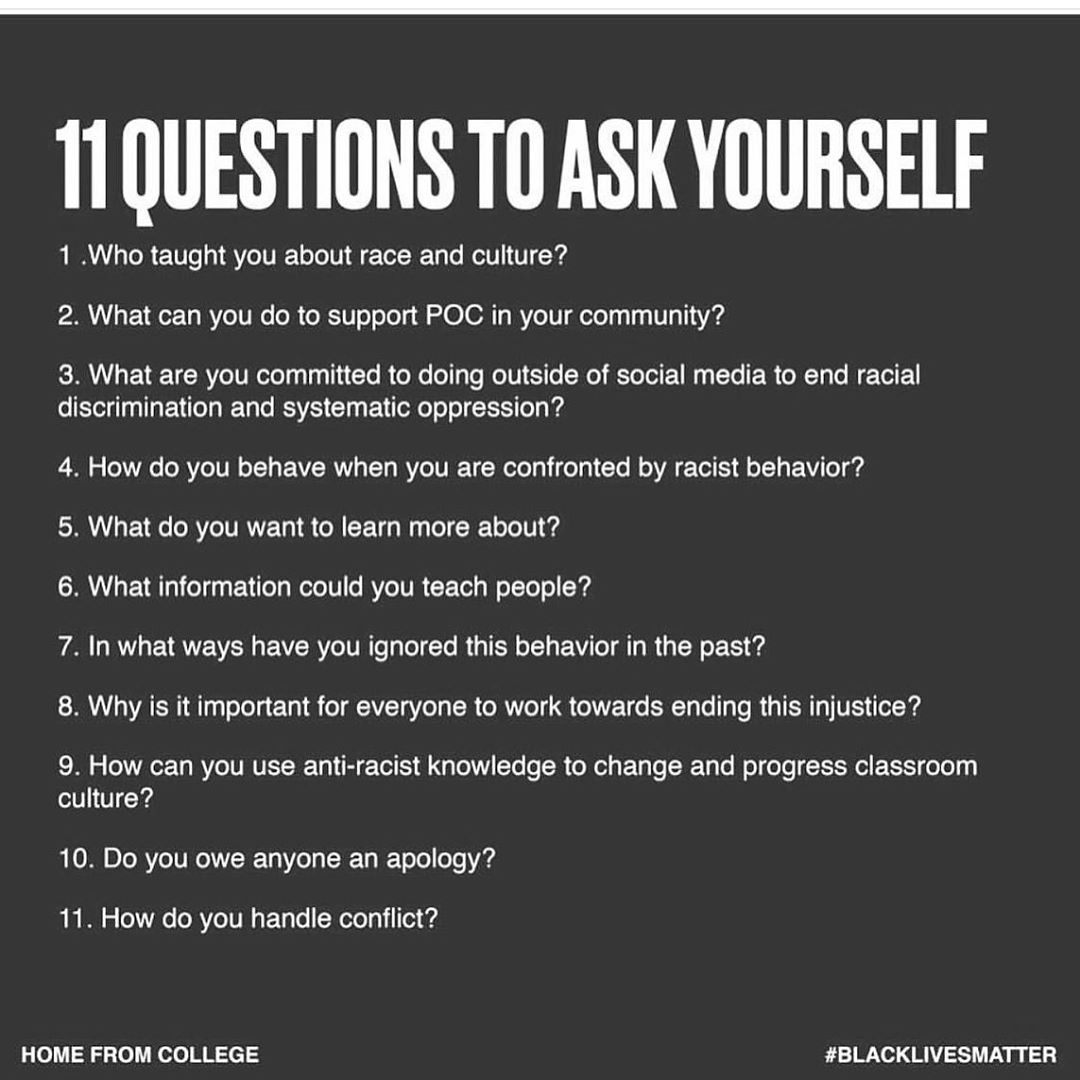 11 QUESTIONS TO ASK YOURSELF
1 .Who taught you about race and culture?
2. What can you do to support POC in your community?
3. What are you committed to doing outside of social media to end racial
discrimination and systematic oppression?
4. How do you behave when you are confronted by racist behavior?
5. What do you want to learn more about?
6. What information could you teach people?
7. In what ways have you ignored this behavior in the past?
8. Why is it important for everyone to work towards ending this injustice?
9. How can you use anti-racist knowledge to change and progress classroom
culture?
10. Do you owe anyone an apology?
11. How do you handle conflict?
HOME FROM COLLEGE
#BLACKLIVESMATTER